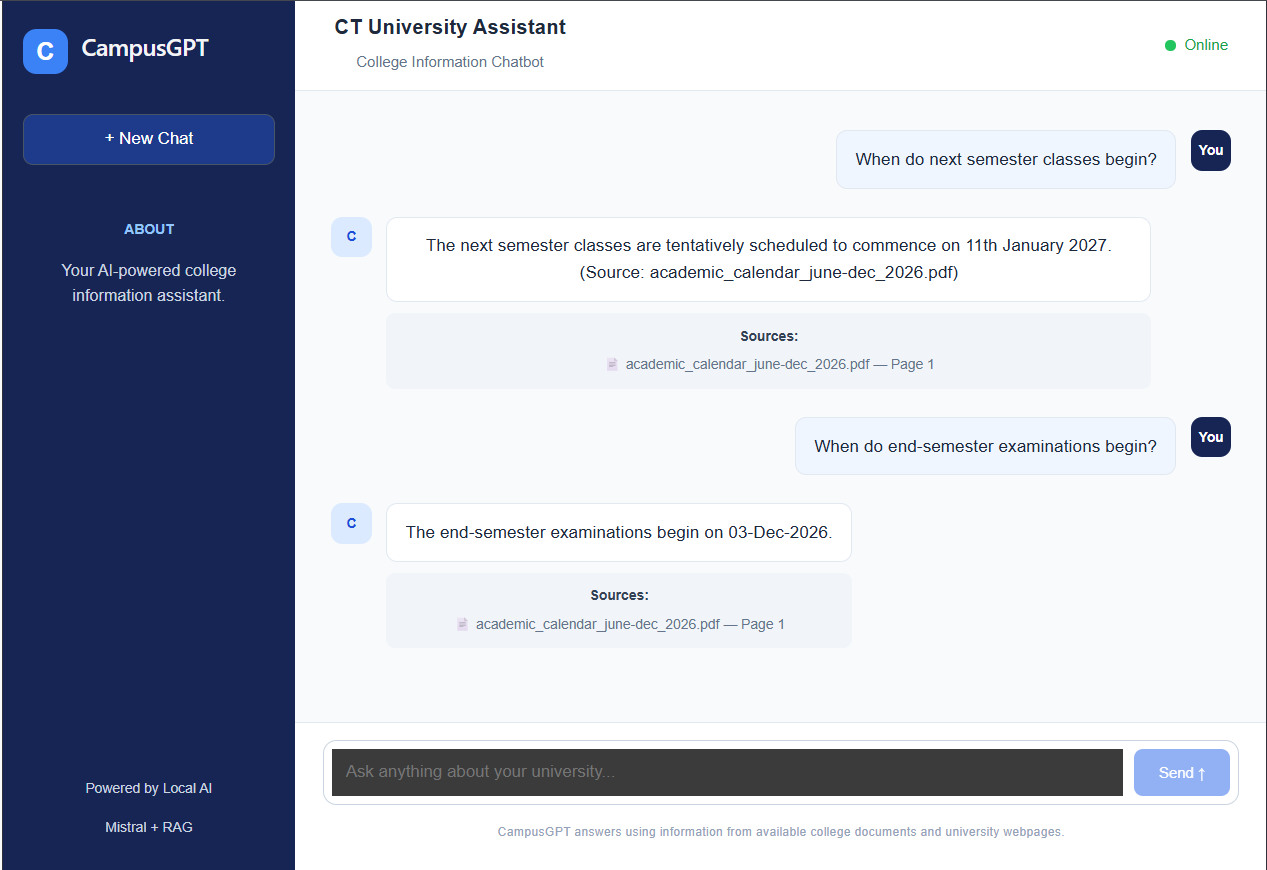 C CampusGPT
+ New Chat
ABOUT
Your AI-powered college
information assistant.
Powered by Local AI
Mistral + RAG
CT University Assistant
College Information Chatbot
Online
When do next semester classes begin?
You
C
The next semester classes are tentatively scheduled to commence on 11th January 2027.
(Source: academic_calendar_june-dec_2026.pdf)
Sources:
academic_calendar_june-dec_2026.pdf — Page 1
When do end-semester examinations begin?
You
C
The end-semester examinations begin on 03-Dec-2026.
Sources:
academic_calendar_june-dec_2026.pdf — Page 1
Ask anything about your university...
Send ↑
CampusGPT answers using information from available college documents and university webpages.